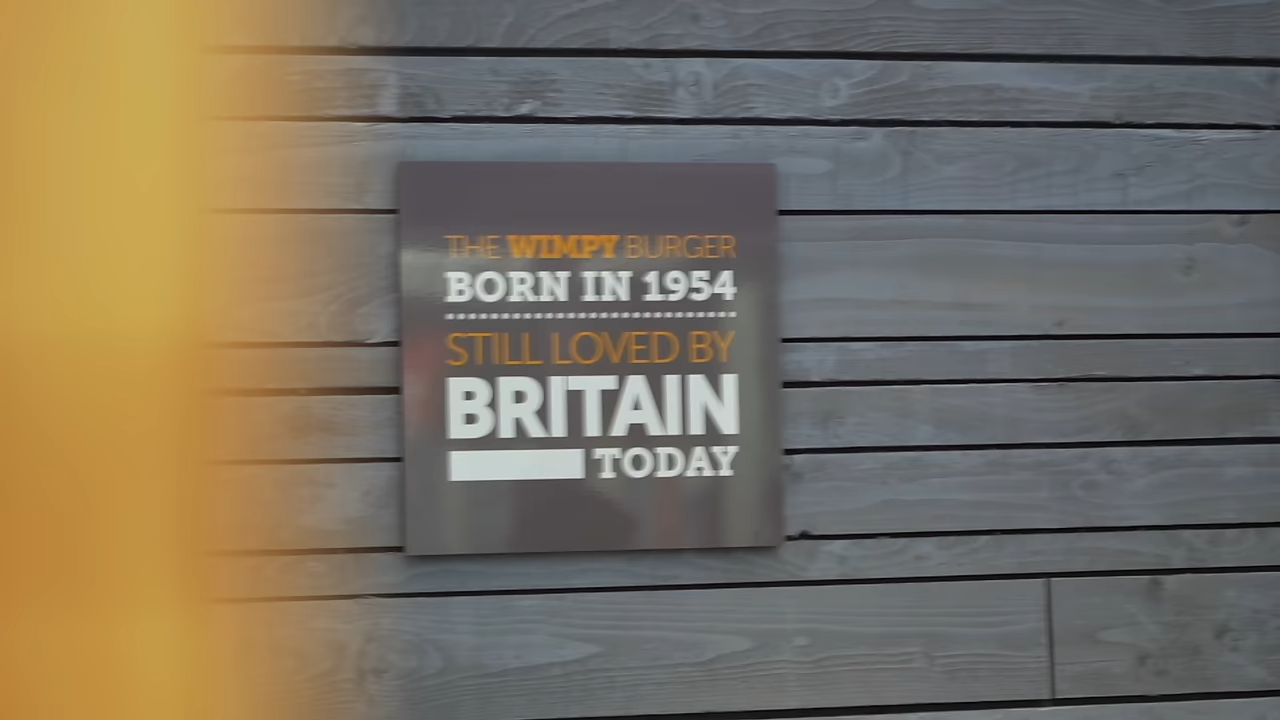 THE WIMPY BURGER
BORN IN 1954
STILL LOVED BY
BRITAIN
TODAY